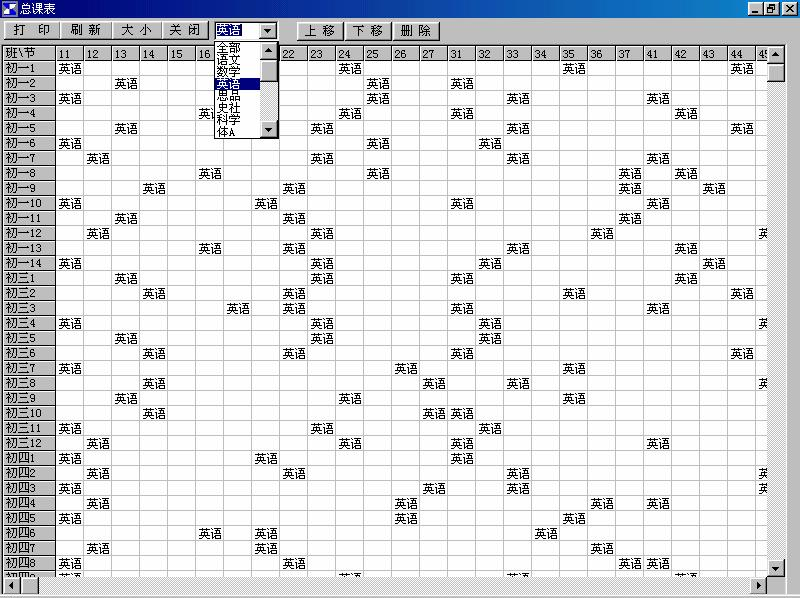 总课表
打 印 刷 新 大 小 关 闭 英语 上 移 下 移 删 除
全部
语文
数学
英语
思品
史社
科学
体A
班\节 11 12 13 14 15 16 22 23 24 25 26 27 31 32 33 34 35 36 37 41 42 43 44
初一1 英语 英语 英语 英语
初一2 英语 英语 英语
初一3 英语 英语 英语 英语
初一4 英 英语 英语 英语
初一5 英语 英语 英语 英语
初一6 英语 英语 英语
初一7 英语 英语 英语 英语
初一8 英语 英语 英语 英语
初一9 英语 英语 英语 英语
初一10 英语 英语 英语 英语
初一11 英语 英语 英语
初一12 英语 英语 英语
初一13 英语 英语 英语 英语
初一14 英语 英语 英语 英语
初三1 英语 英语 英语 英语
初三2 英语 英语 英语 英语
初三3 英语 英语 英语 英语
初三4 英语 英语 英语
初三5 英语 英语 英语
初三6 英语 英语 英语 英语
初三7 英语 英语 英语
初三8 英语 英语 英语
初三9 英语 英语 英语
初三10 英语 英语 英语
初三11 英语 英语 英语
初三12 英语 英语 英语 英语
初四1 英语 英语 英语
初四2 英语 英语 英语
初四3 英语 英语 英语
初四4 英语 英语 英语 英语
初四5 英语 英语 英语
初四6 英语 英语 英语
初四7 英语 英语 英语
初四8 英语 英语 英语 英语